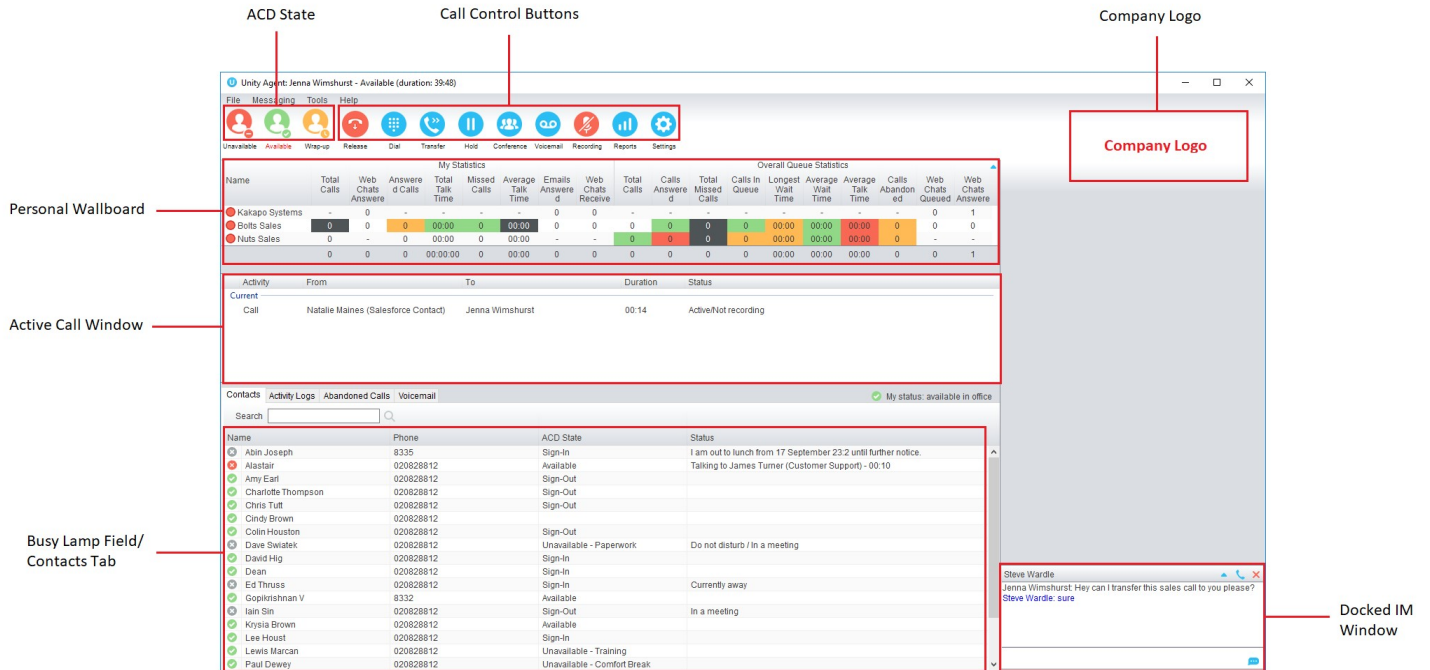 ACD State
Call Control Buttons
Company Logo
Unity Agent: Jenna Wimshurst - Available (duration: 39:48)
File Messaging Tools Help
Unavailable Available Wrap-up Release Dial Transfer Hold Conference Voicemail Recording Reports Settings
Company Logo
My Statistics Overall Queue Statistics
Name Total Calls Web Chats Answere Answere d Calls Total Talk Time Missed Calls Average Talk Time Emails Answere d Web Chats Receive Total Calls Calls Answere d Total Missed Calls Calls In Queue Longest Wait Time Average Wait Time Average Talk Time Calls Abandon ed Web Chats Queued Web Chats Answere
Personal Wallboard
Kakapo Systems - 0 - - - - 0 0 - - - - - - - - 0 1
Bolts Sales 0 0 0 00:00 0 00:00 0 0 0 0 0 0 00:00 00:00 00:00 0 0 0
Nuts Sales 0 - 0 00:00 0 00:00 - - 0 0 0 0 00:00 00:00 00:00 0 - -
0 0 0 00:00:00 0 00:00 0 0 0 0 0 0 00:00 00:00 00:00 0 0 1
Activity From To Duration Status
Current
Call Natalie Maines (Salesforce Contact) Jenna Wimshurst 00:14 Active/Not recording
Active Call Window
Contacts Activity Logs Abandoned Calls Voicemail My status: available in office
Search
Name Phone ACD State Status
Abin Joseph 8335 Sign-In I am out to lunch from 17 September 23:2 until further notice.
Alastair 020828812 Available Talking to James Turner (Customer Support) - 00:10
Amy Earl 020828812 Sign-Out
Charlotte Thompson 020828812 Sign-Out
Chris Tutt 020828812 Sign-Out
Cindy Brown 020828812
Colin Houston 020828812 Sign-Out
Dave Swiatek 020828812 Unavailable - Paperwork Do not disturb / In a meeting
David Hig 020828812 Sign-In
Dean 020828812 Sign-In
Ed Thruss 020828812 Sign-In Currently away
Gopikrishnan V 8332 Available
Iain Sin 020828812 Sign-Out In a meeting
Krysia Brown 020828812 Available
Lee Houst 020828812 Sign-In
Lewis Marcan 020828812 Unavailable - Training
Paul Dewey 020828812 Unavailable - Comfort Break
Busy Lamp Field/
Contacts Tab
Steve Wardle
Jenna Wimshurst: Hey can I transfer this sales call to you please?
Steve Wardle: sure
Docked IM
Window